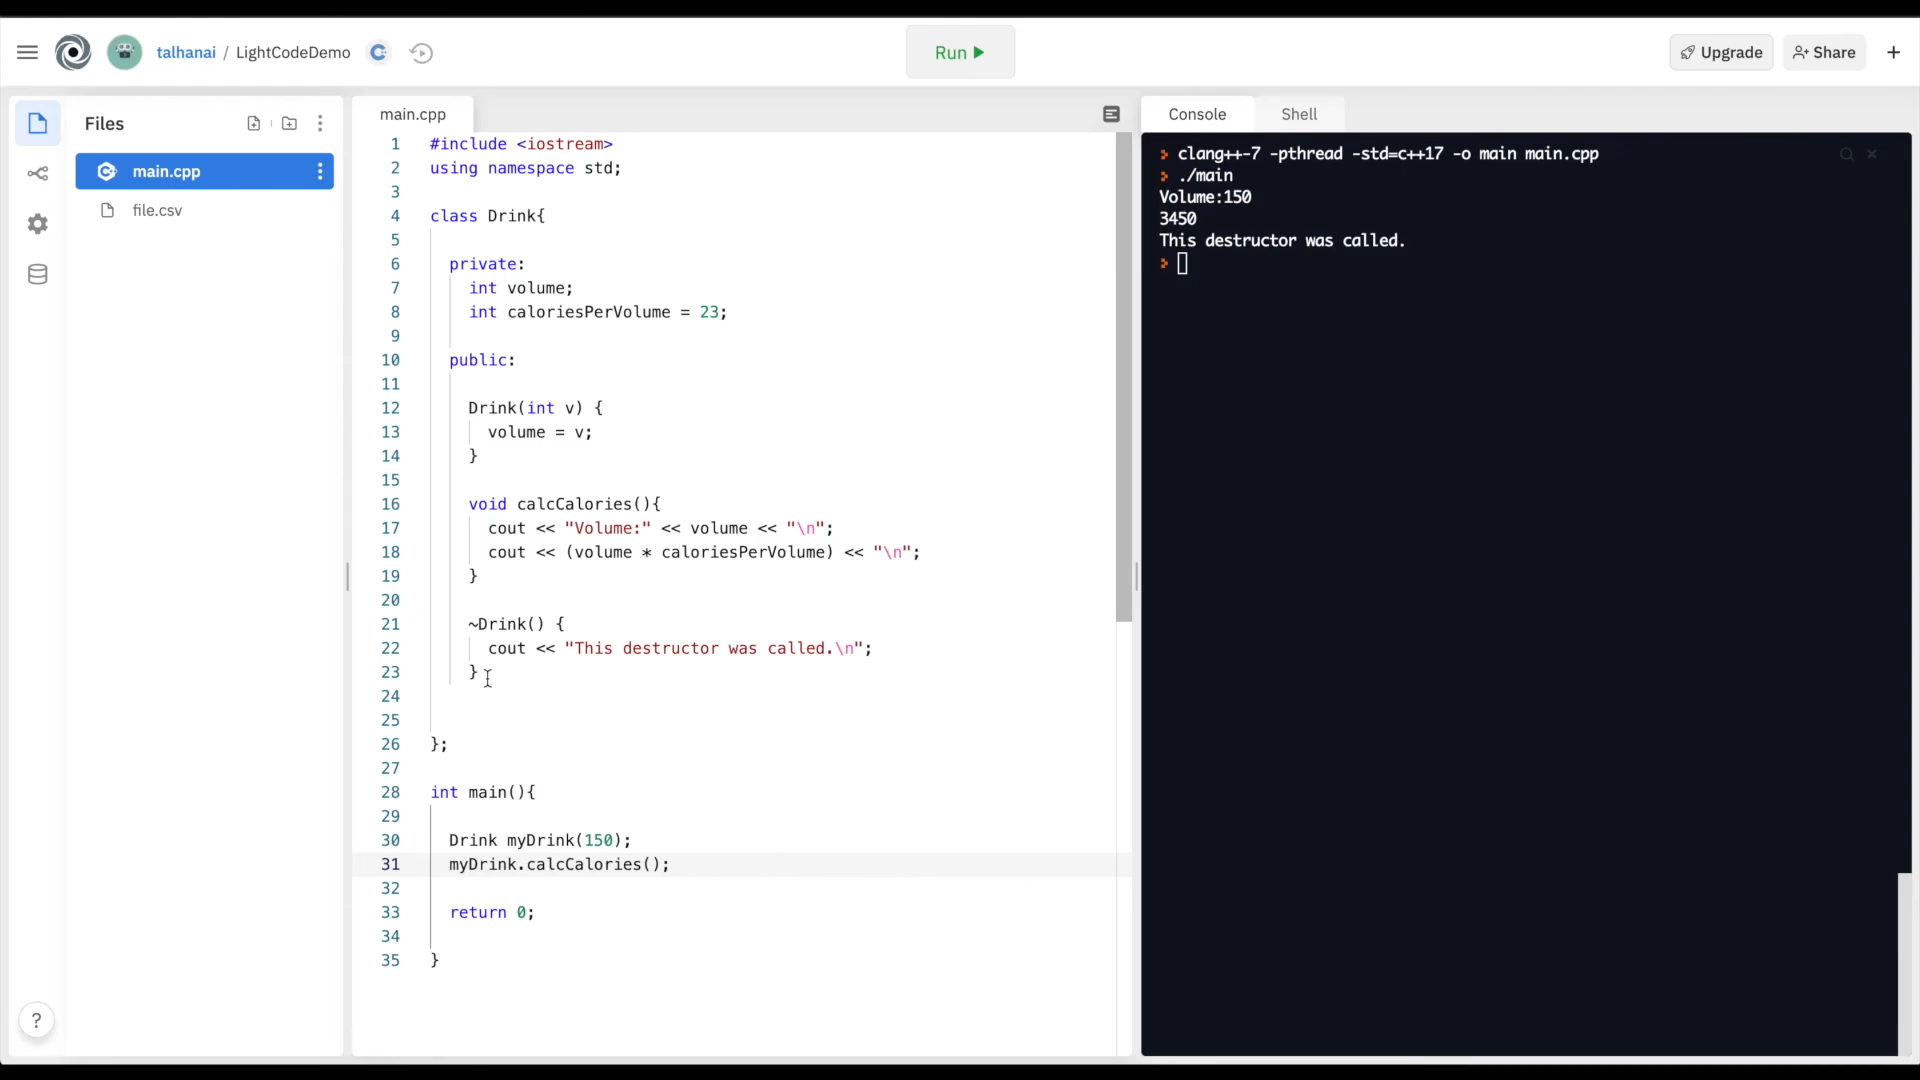 talhanai / LightCodeDemo
Run
Upgrade
Share
Files
main.cpp
file.csv
main.cpp
1 #include <iostream>
2 using namespace std;
3
4 class Drink{
5
6 private:
7 int volume;
8 int caloriesPerVolume = 23;
9
10 public:
11
12 Drink(int v) {
13 volume = v;
14 }
15
16 void calcCalories(){
17 cout << "Volume:" << volume << "\n";
18 cout << (volume * caloriesPerVolume) << "\n";
19 }
20
21 ~Drink() {
22 cout << "This destructor was called.\n";
23 }
24
25
26 };
27
28 int main(){
29
30 Drink myDrink(150);
31 myDrink.calcCalories();
32
33 return 0;
34
35 }
Console Shell
clang++-7 -pthread -std=c++17 -o main main.cpp
./main
Volume:150
3450
This destructor was called.
?